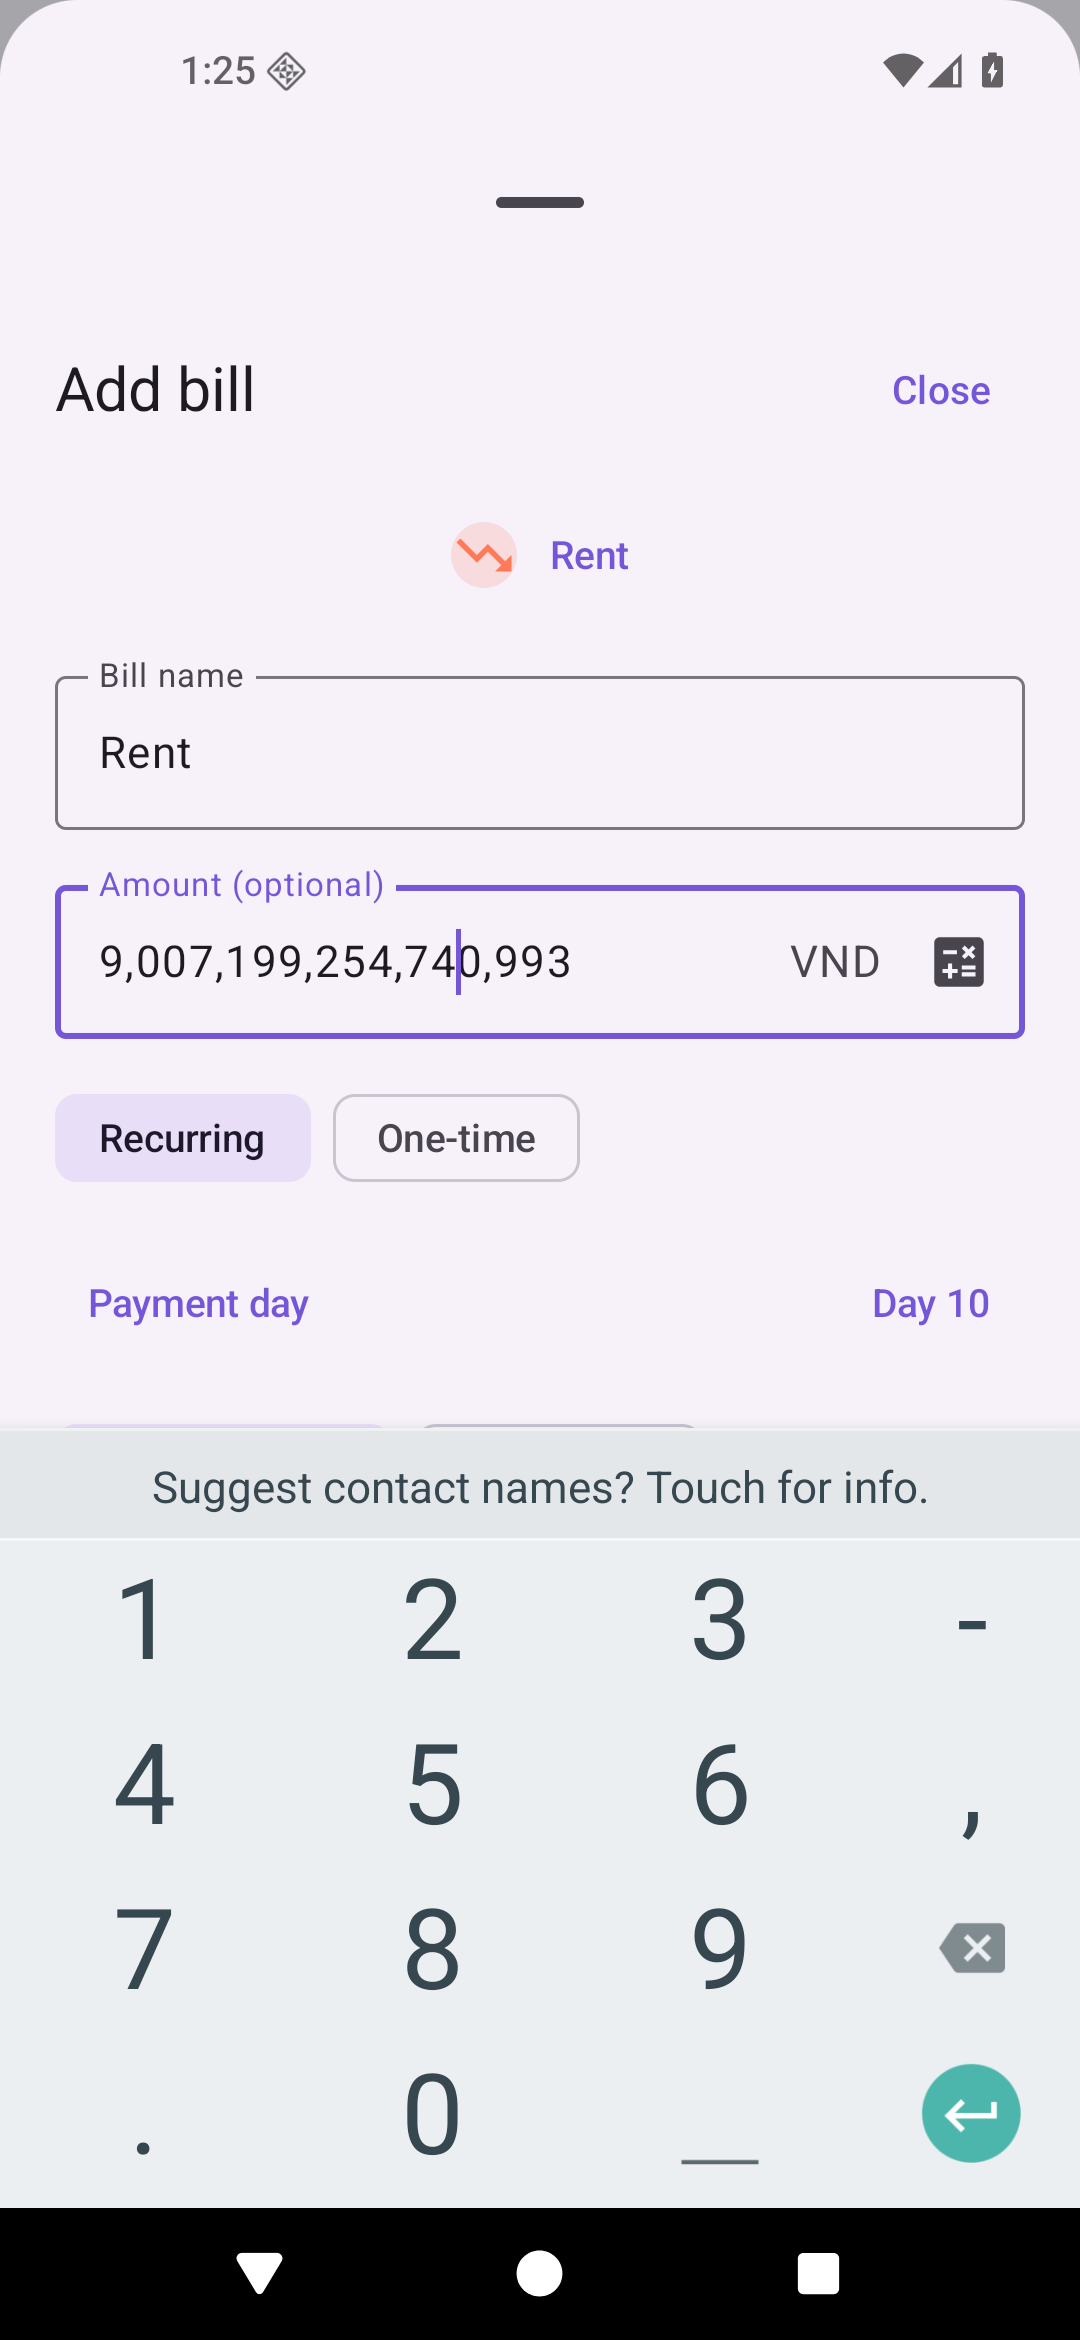 1:25
Add bill
Close
Rent
Bill name
Rent
Amount (optional)
9,007,199,254,740,993 VND
Recurring One-time
Payment day Day 10
Suggest contact names? Touch for info.
1 2 3 -
4 5 6 ,
7 8 9
. 0 _